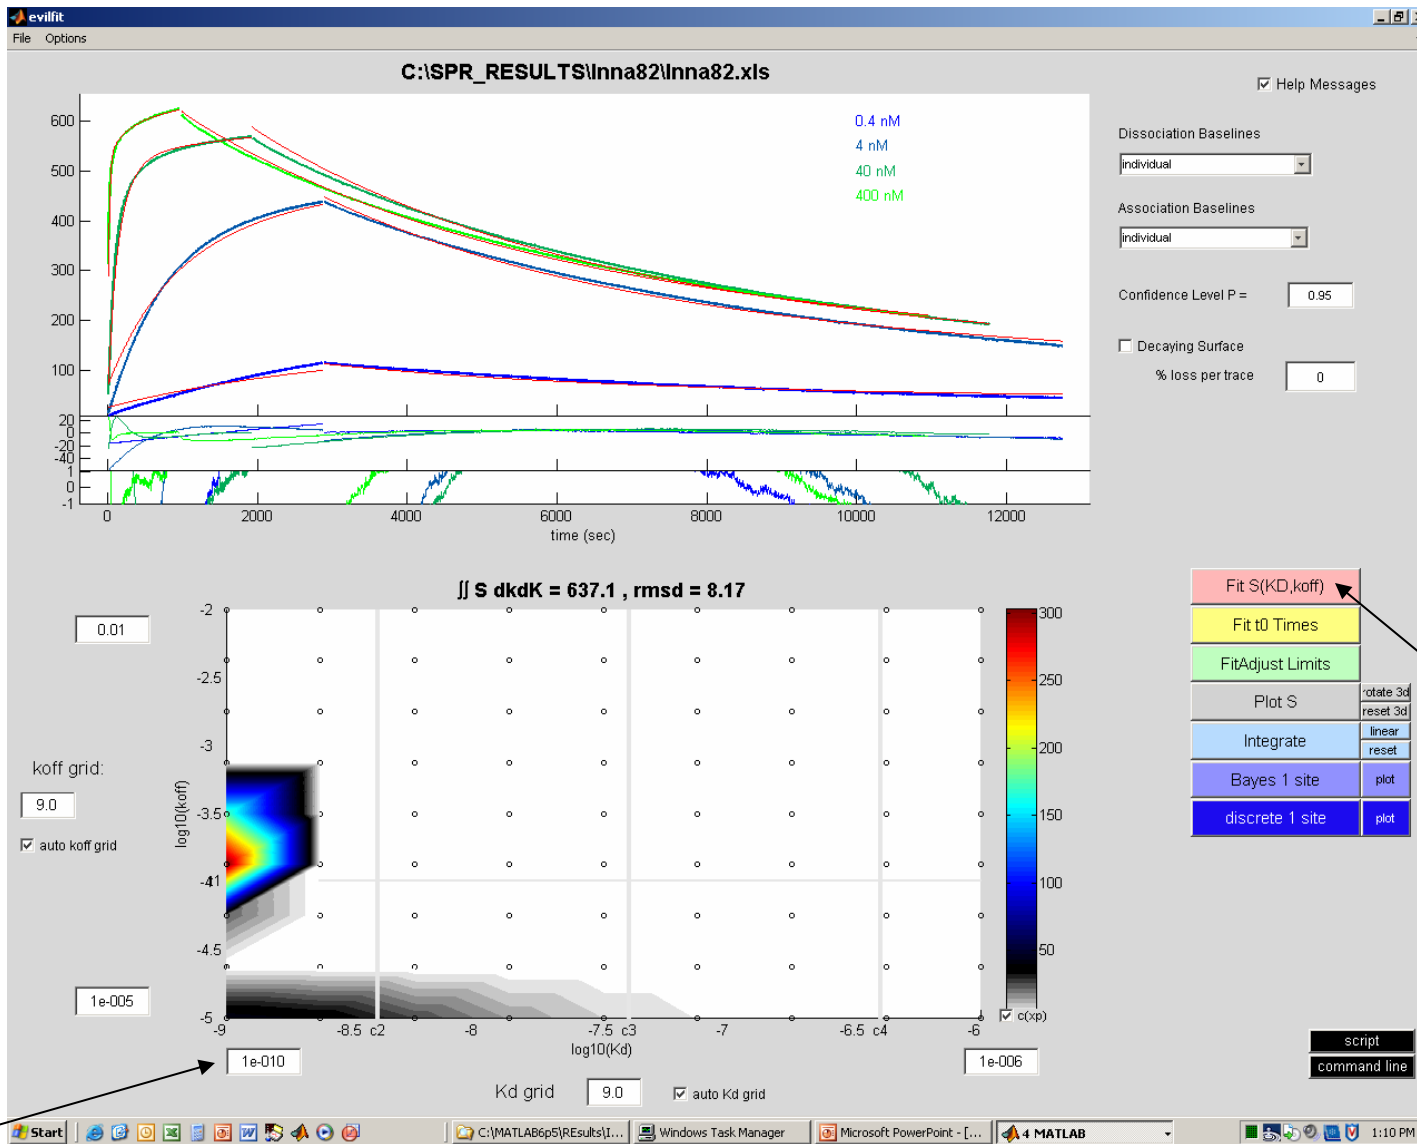 evilfit
File Options
C:\SPR_RESULTS\Inna82\Inna82.xls
Help Messages
600
500
400
300
200
100
0.4 nM
4 nM
40 nM
400 nM
20
0
-20
-40
1
0
-1
0 2000 4000 6000 8000 10000 12000
time (sec)
Dissociation Baselines
individual
Association Baselines
individual
Confidence Level P = 0.95
Decaying Surface
% loss per trace 0
∫∫ S dkdK = 637.1 , rmsd = 8.17
0.01
koff grid:
9.0
auto koff grid
1e-005
log10(koff)
-2
-2.5
-3
-3.5
-4
-4.5
-5
-9 -8.5 c2 -8 -7.5 c3 -7 -6.5 c4 -6
log10(Kd)
1e-010 1e-006
Kd grid 9.0 auto Kd grid
300
250
200
150
100
50
c(xp)
Fit S(KD,koff)
Fit t0 Times
FitAdjust Limits
Plot S
rotate 3d
reset 3d
Integrate
linear
reset
Bayes 1 site plot
discrete 1 site plot
script
command line
Start C:\MATLAB6p5\REsults\I... Windows Task Manager Microsoft PowerPoint - [... 4 MATLAB 1:10 PM